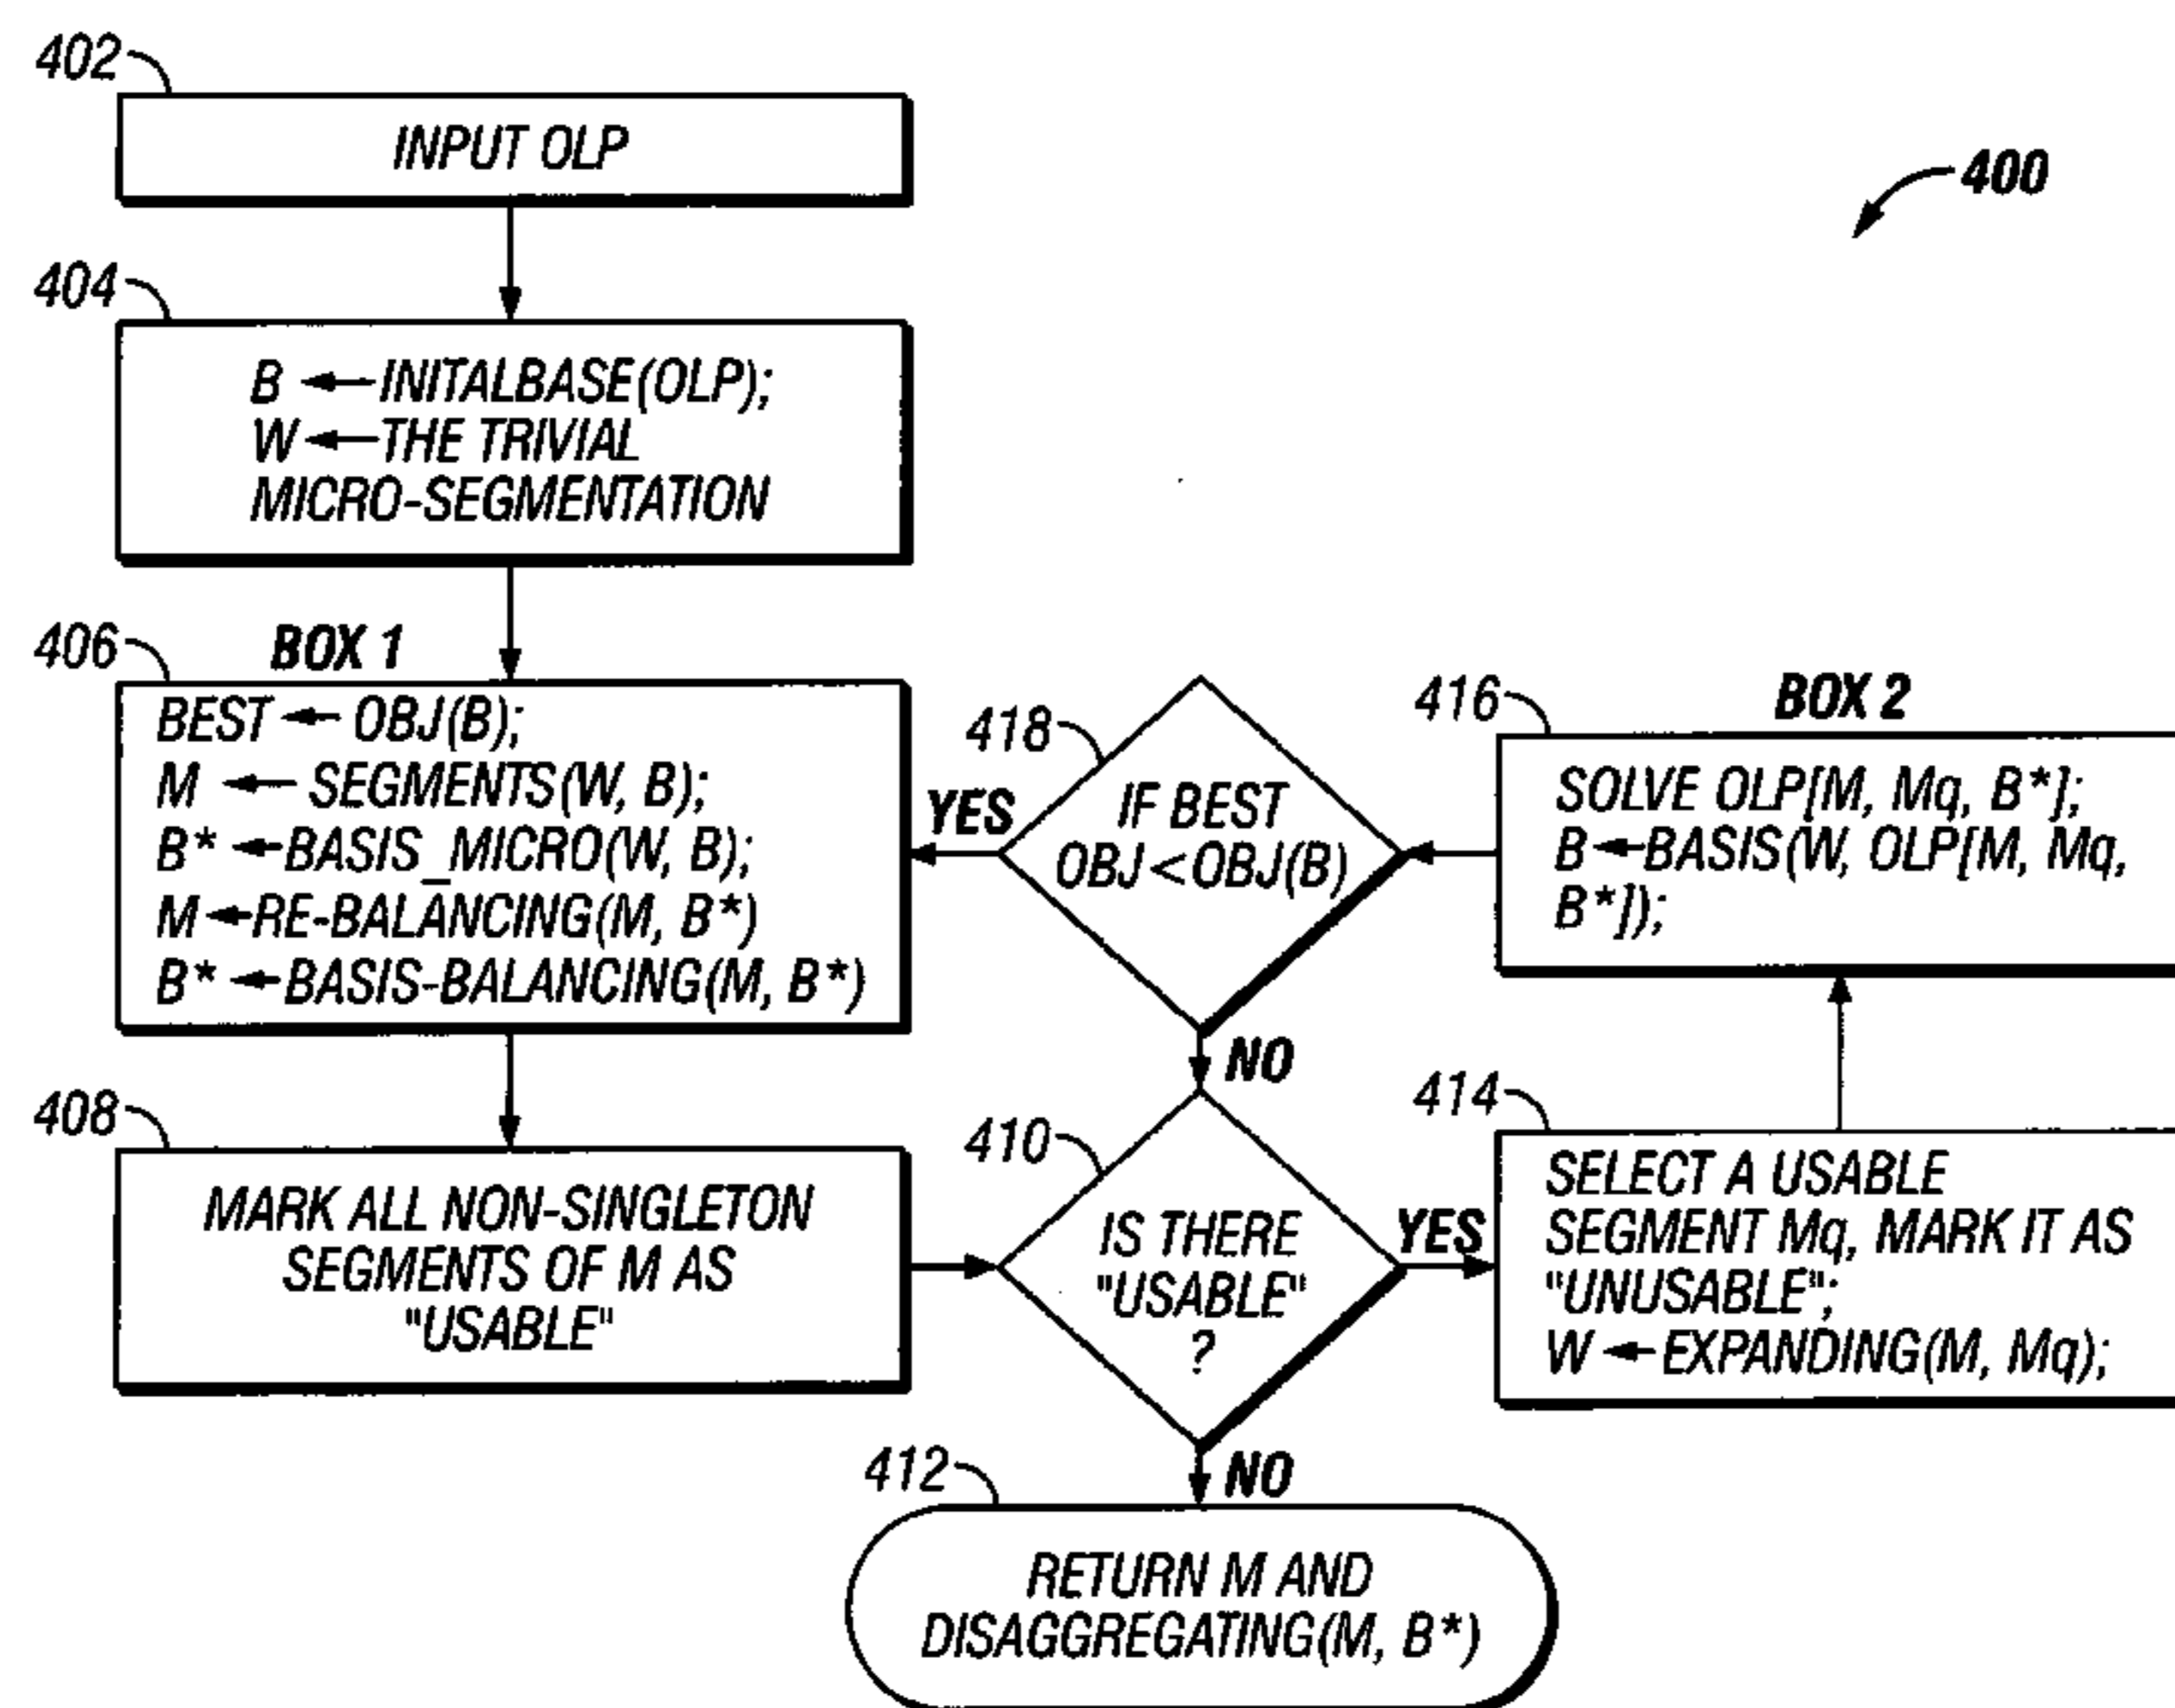 402
INPUT OLP
400
404
B ← INITALBASE(OLP);
W ← THE TRIVIAL
MICRO-SEGMENTATION
406
BOX 1
BEST ← OBJ(B);
M ← SEGMENTS(W, B);
B* ← BASIS_MICRO(W, B);
M ← RE-BALANCING(M, B*)
B* ← BASIS-BALANCING(M, B*)
YES
418
IF BEST
OBJ < OBJ(B)
NO
416
BOX 2
SOLVE OLP[M, Mq, B*];
B ← BASIS(W, OLP[M, Mq,
B*]);
408
MARK ALL NON-SINGLETON
SEGMENTS OF M AS
"USABLE"
410
IS THERE
"USABLE"
?
YES
NO
414
SELECT A USABLE
SEGMENT Mq, MARK IT AS
"UNUSABLE";
W ← EXPANDING(M, Mq);
412
RETURN M AND
DISAGGREGATING(M, B*)